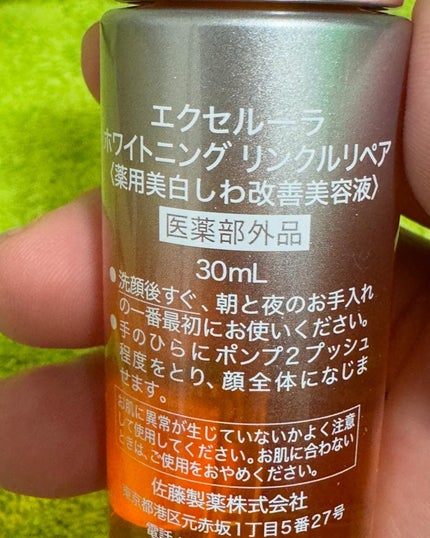 エクセルーラ
ホワイトニング リンクルリペア
〈薬用美白しわ改善美容液〉
医薬部外品
30mL
●洗顔後すぐ、朝と夜のお手入れ
の一番最初にお使いください。
●手のひらにポンプ2プッシュ
程度をとり、顔全体になじま
せます。
お肌に異常が生じていないかよく注意
して使用してください。お肌に合わない
ときは、ご使用をおやめください。
佐藤製薬株式会社
東京都港区元赤坂1丁目5番27号
電話